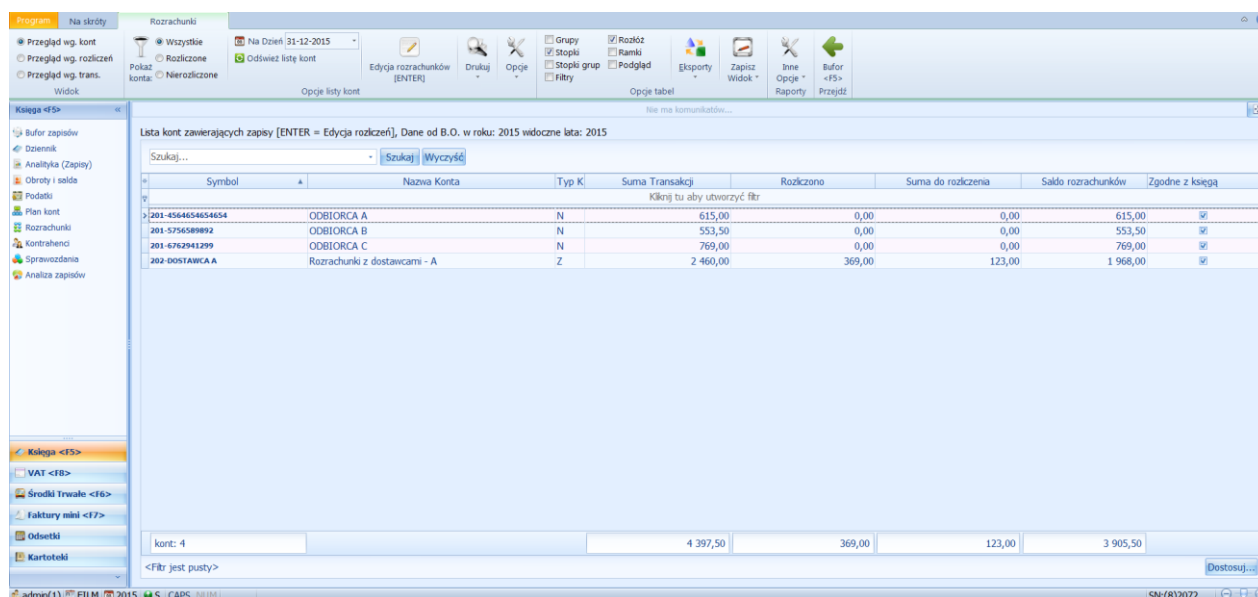 Program Na skróty Rozrachunki
Przegląd wg. kont
Przegląd wg. rozliczeń
Przegląd wg. trans.
Widok
Pokaż konta:
Wszystkie
Rozliczone
Nierozliczone
Na Dzień 31-12-2015
Odśwież listę kont
Edycja rozrachunków [ENTER]
Drukuj
Opcje
Opcje listy kont
Grupy
Stopki
Stopki grup
Filtry
Rozłóż
Ramki
Podgląd
Eksporty
Zapisz Widok
Opcje tabel
Inne Opcje
Raporty
Bufor <F5>
Przejdź
Księga <F5>
Nie ma komunikatów...
Bufor zapisów
Dziennik
Analityka (Zapisy)
Obroty i salda
Podatki
Plan kont
Rozrachunki
Kontrahenci
Sprawozdania
Analiza zapisów
Lista kont zawierających zapisy [ENTER = Edycja rozliczeń], Dane od B.O. w roku: 2015 widoczne lata: 2015
Szukaj... Szukaj Wyczyść
Symbol Nazwa Konta Typ K Suma Transakcji Rozliczono Suma do rozliczenia Saldo rozrachunków Zgodne z księgą
Kliknij tu aby utworzyć filtr
201-4564654654654 ODBIORCA A N 615,00 0,00 0,00 615,00
201-5756589892 ODBIORCA B N 553,50 0,00 0,00 553,50
201-6762941299 ODBIORCA C N 769,00 0,00 0,00 769,00
202-DOSTAWCA A Rozrachunki z dostawcami - A Z 2 460,00 369,00 123,00 1 968,00
Księga <F5>
VAT <F8>
Środki Trwałe <F6>
Faktury mini <F7>
Odsetki
Kartoteki
kont: 4 4 397,50 369,00 123,00 3 905,50
<Filtr jest pusty> Dostosuj...
admin(1) FILM 2015 S CAPS NUM SN:(8)2072